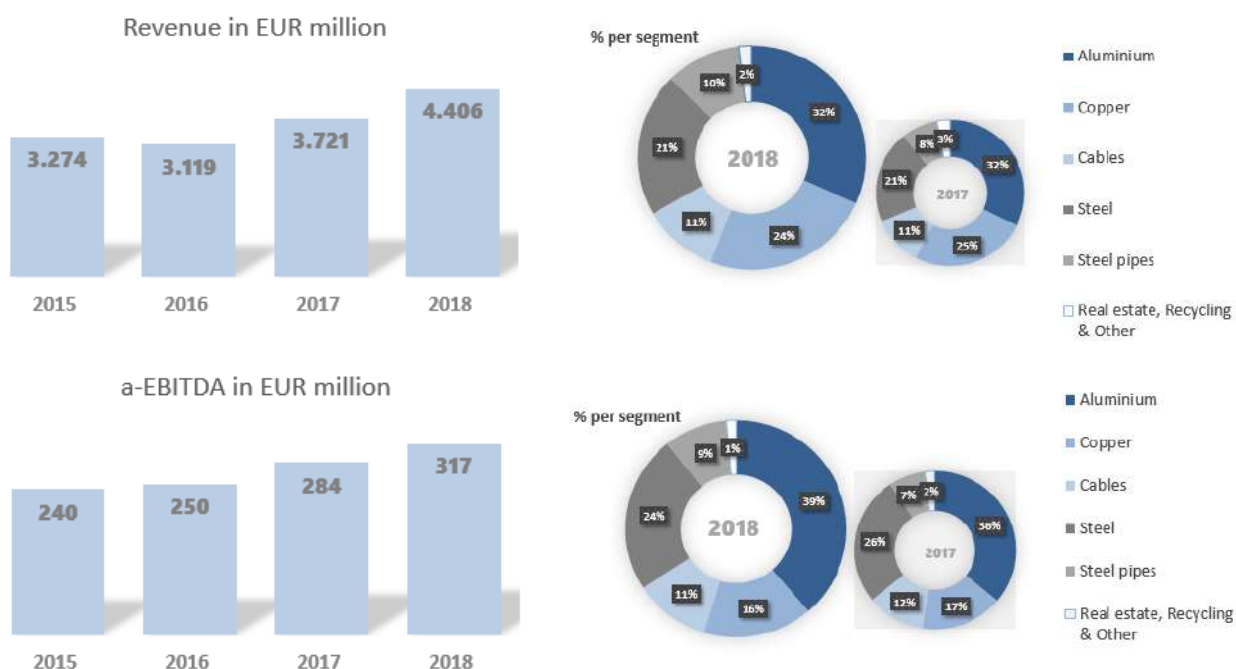 Revenue in EUR million
3.274
3.119
3.721
4.406
2015
2016
2017
2018
% per segment
2%
10%
32%
21%
2018
11%
24%
3%
8%
32%
21%
2017
11%
25%
Aluminium
Copper
Cables
Steel
Steel pipes
Real estate, Recycling
& Other
a-EBITDA in EUR million
240
250
284
317
2015
2016
2017
2018
% per segment
1%
9%
39%
24%
2018
11%
16%
2%
7%
36%
26%
2017
12%
17%
Aluminium
Copper
Cables
Steel
Steel pipes
Real estate, Recycling
& Other